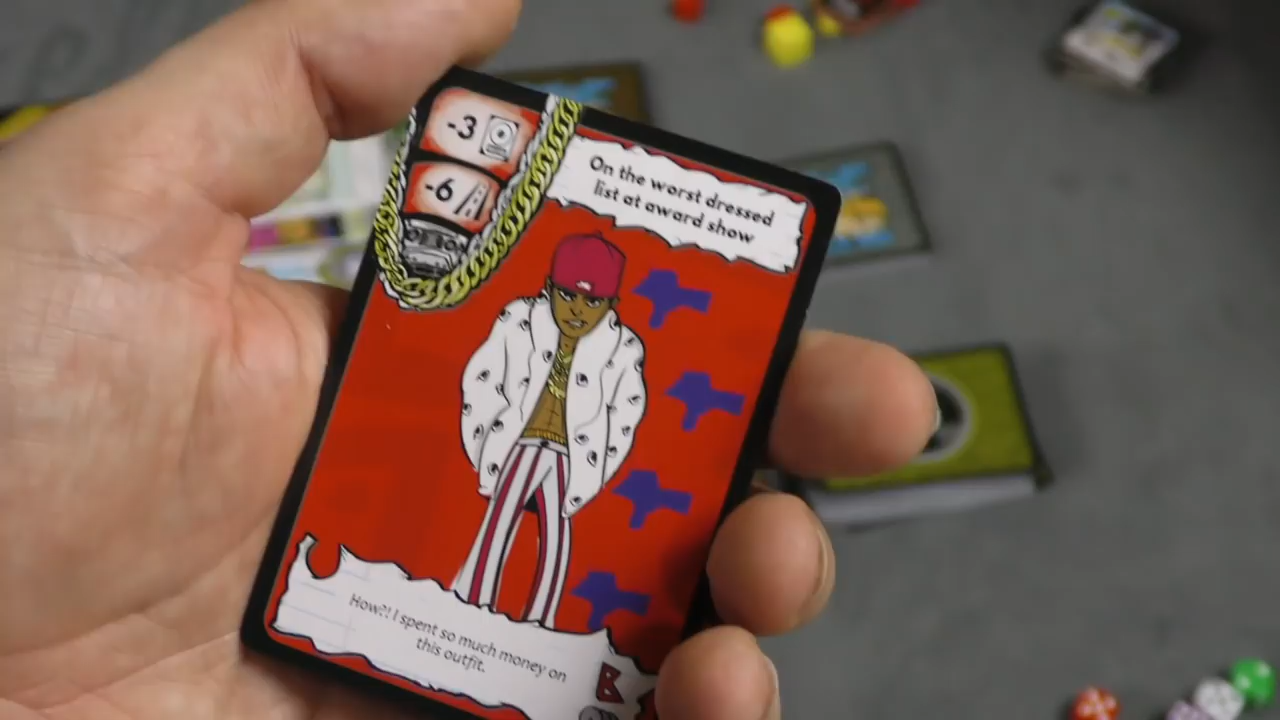 -3
-6
On the worst dressed
list at award show
How?! I spent so much money on
this outfit.
B